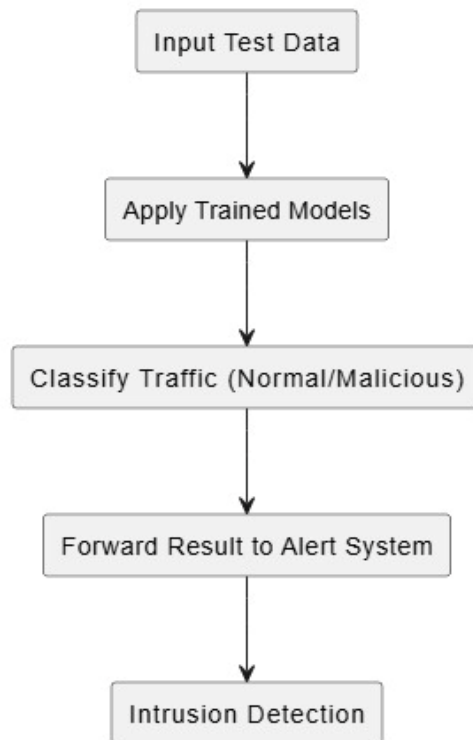 Input Test Data
Apply Trained Models
Classify Traffic (Normal/Malicious)
Forward Result to Alert System
Intrusion Detection